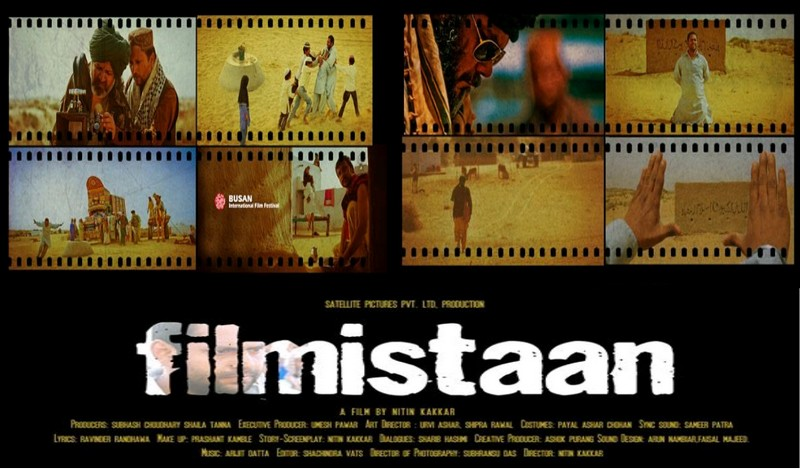 BUSAN
International Film Festival
SATELLITE PICTURES PVT. LTD. PRODUCTION
filmistaan
A FILM BY NITIN KAKKAR
PRODUCERS: SUBHASH CHOUDHARY SHAILA TANNA EXECUTIVE PRODUCER: UMESH PAWAR ART DIRECTOR : URVI ASHAR, SHIPRA RAWAL COSTUMES: PAYAL ASHAR CHOHAN SYNC SOUND: SAMEER PATRA
LYRICS: RAVINDER RANDHAWA MAKE UP: PRASHANT KAMBLE STORY-SCREENPLAY: NITIN KAKKAR DIALOGUES: SHARIB HASHMI CREATIVE PRODUCER: ASHOK PURANG SOUND DESIGN: ARUN NAMBIAR,FAISAL MAJEED.
MUSIC: ARIJIT DATTA EDITOR: SHACHINDRA VATS DIRECTOR OF PHOTOGRAPHY: SUBHRANSU DAS DIRECTOR: NITIN KAKKAR